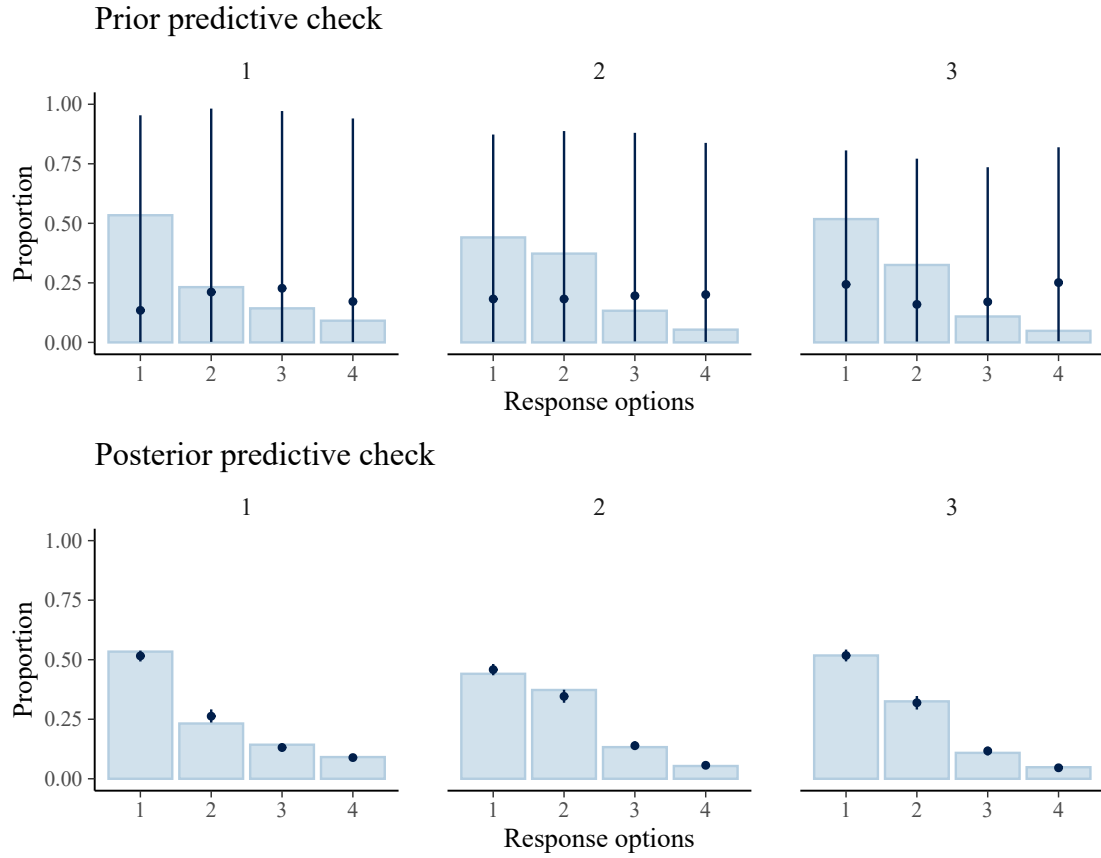 Prior predictive check
1 2 3
1.00
0.75
0.50
0.25
0.00
Proportion
1 2 3 4 1 2 3 4 1 2 3 4
Response options
Posterior predictive check
1 2 3
1.00
0.75
0.50
0.25
0.00
Proportion
1 2 3 4 1 2 3 4 1 2 3 4
Response options